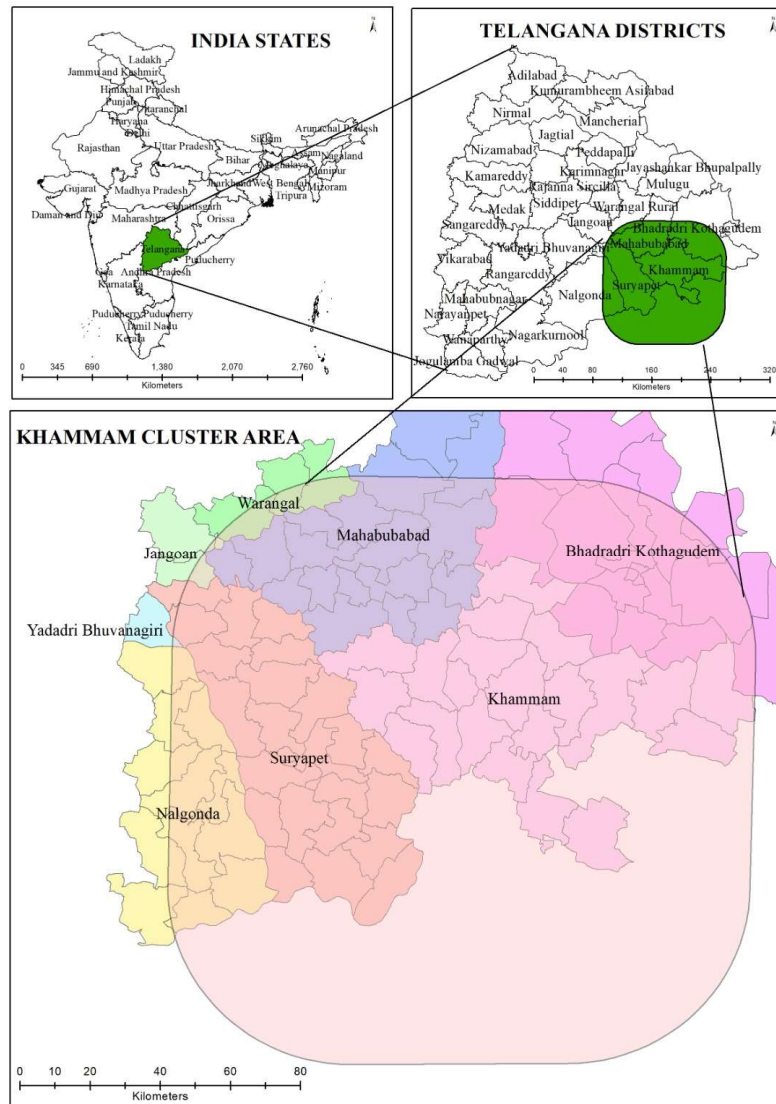 INDIA STATES
N
Ladakh
Jammu and Kashmir
Himachal Pradesh
Punjab
Uttaranchal
Haryana
Delhi
Rajasthan
Uttar Pradesh
Sikkim
Arunachal Pradesh
Bihar
Assam
Nagaland
Meghalaya
Manipur
Gujarat
Madhya Pradesh
Jharkhand
West Bengal
Mizoram
Tripura
Daman and Diu
Maharashtra
Chhattisgarh
Orissa
Telangana
Puducherry
Goa
Andhra Pradesh
Karnataka
Puducherry
Puducherry
Tamil Nadu
Kerala
0 345 690 1,380 2,070 2,760
Kilometers
TELANGANA DISTRICTS
N
Adilabad
Kumurambheem Asifabad
Nirmal
Mancherial
Jagtial
Nizamabad
Peddapalli
Kamareddy
Karimnagar
Jayashankar Bhupalpally
Rajanna Sircilla
Mulugu
Siddipet
Medak
Warangal Rural
Sangareddy
Jangoan
Bhadradri Kothagudem
Yadadri Bhuvanagiri
Mahabubabad
Vikarabad
Rangareddy
Khammam
Suryapet
Mahabubnagar
Nalgonda
Narayanpet
Wanaparthy
Nagarkurnool
Jogulamba Gadwal
0 40 80 160 240 320
Kilometers
KHAMMAM CLUSTER AREA
N
Warangal
Mahabubabad
Jangoan
Bhadradri Kothagudem
Yadadri Bhuvanagiri
Khammam
Suryapet
Nalgonda
0 10 20 40 60 80
Kilometers